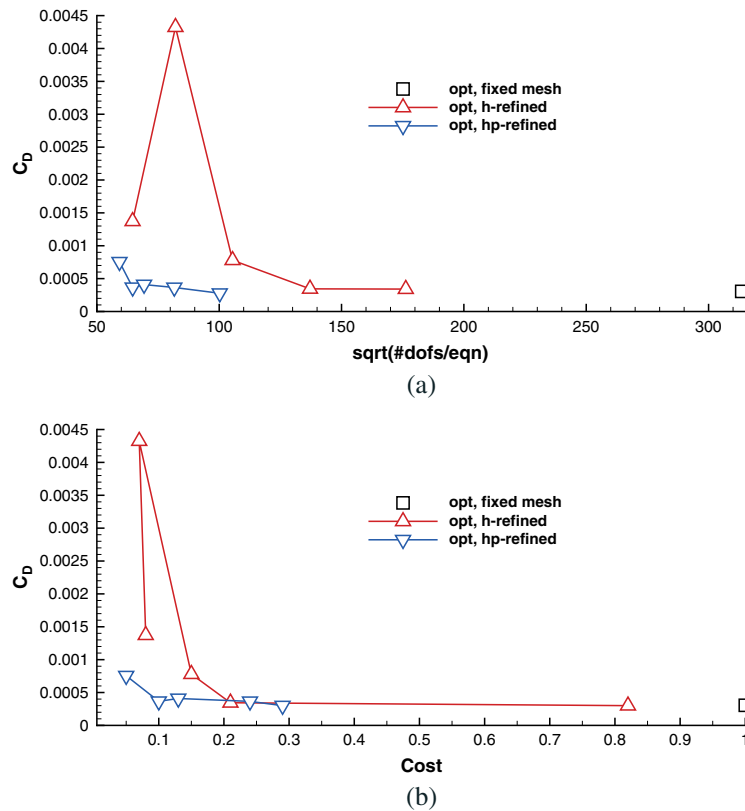 0.0045
0.004
0.0035
0.003
0.0025
0.002
0.0015
0.001
0.0005
0
C_D
opt, fixed mesh
opt, h-refined
opt, hp-refined
50 100 150 200 250 300
sqrt(#dofs/eqn)
(a)
0.0045
0.004
0.0035
0.003
0.0025
0.002
0.0015
0.001
0.0005
0
C_D
opt, fixed mesh
opt, h-refined
opt, hp-refined
0.1 0.2 0.3 0.4 0.5 0.6 0.7 0.8 0.9 1
Cost
(b)